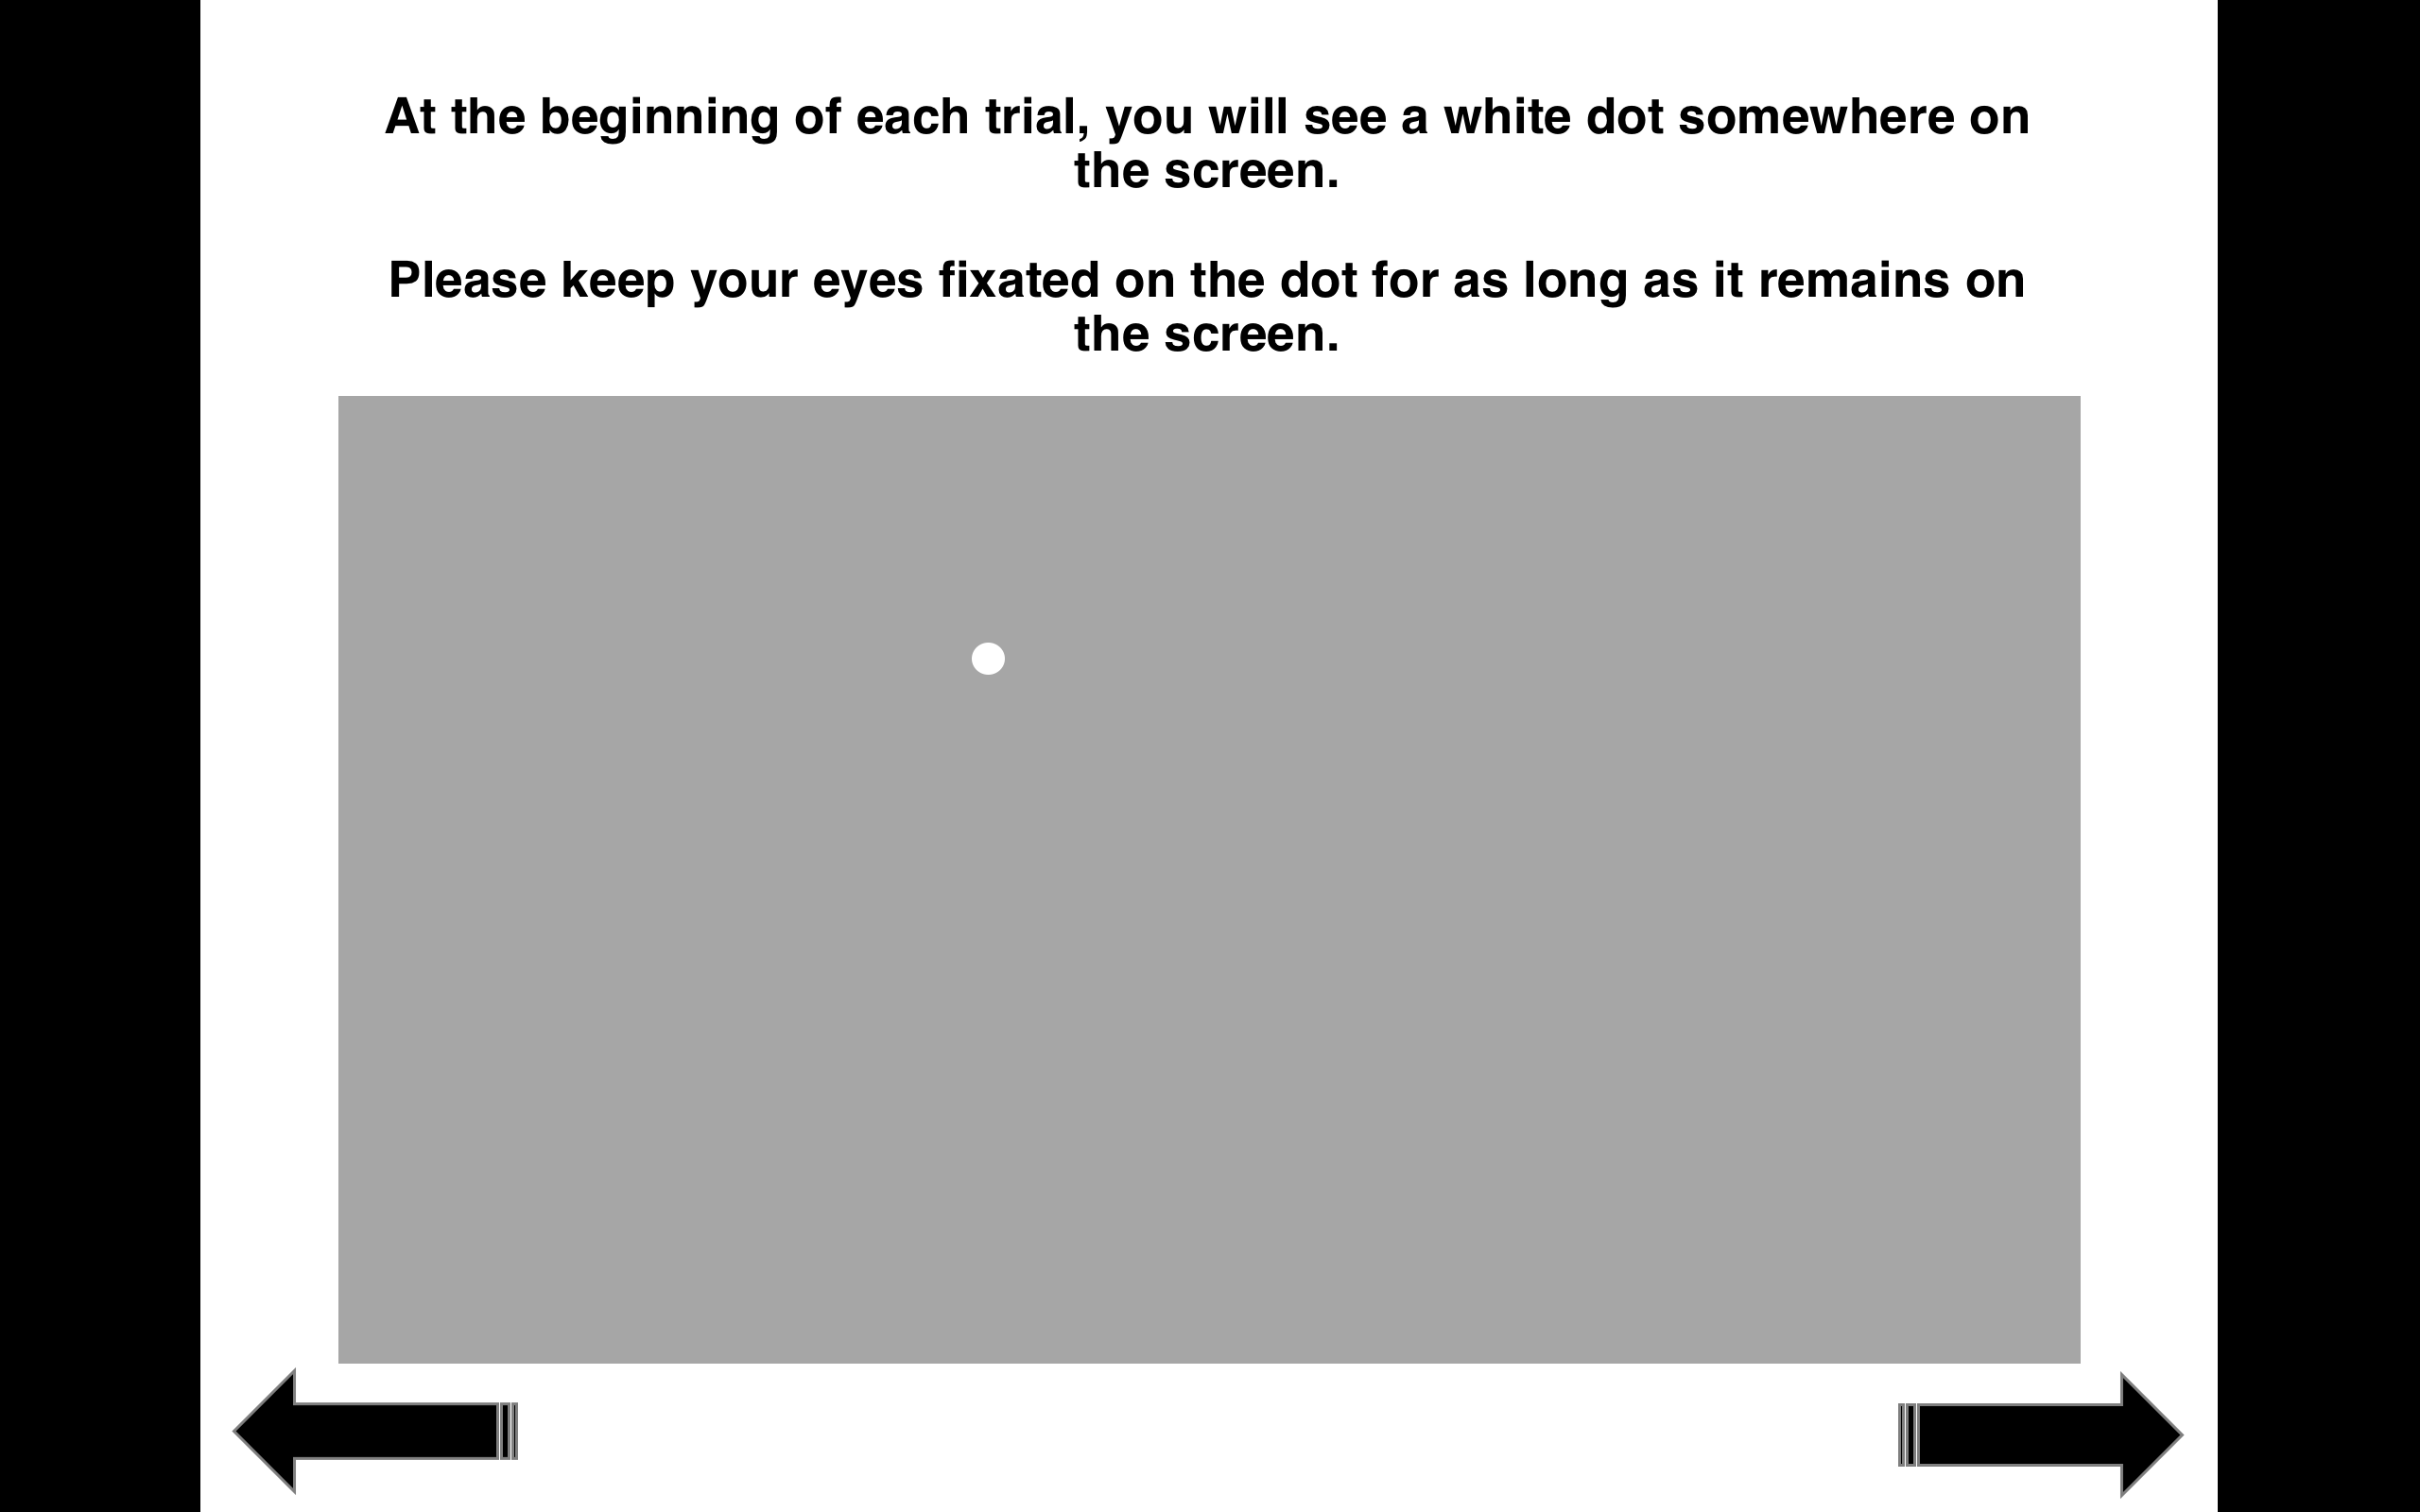 At the beginning of each trial, you will see a white dot somewhere on
the screen.
Please keep your eyes fixated on the dot for as long as it remains on
the screen.